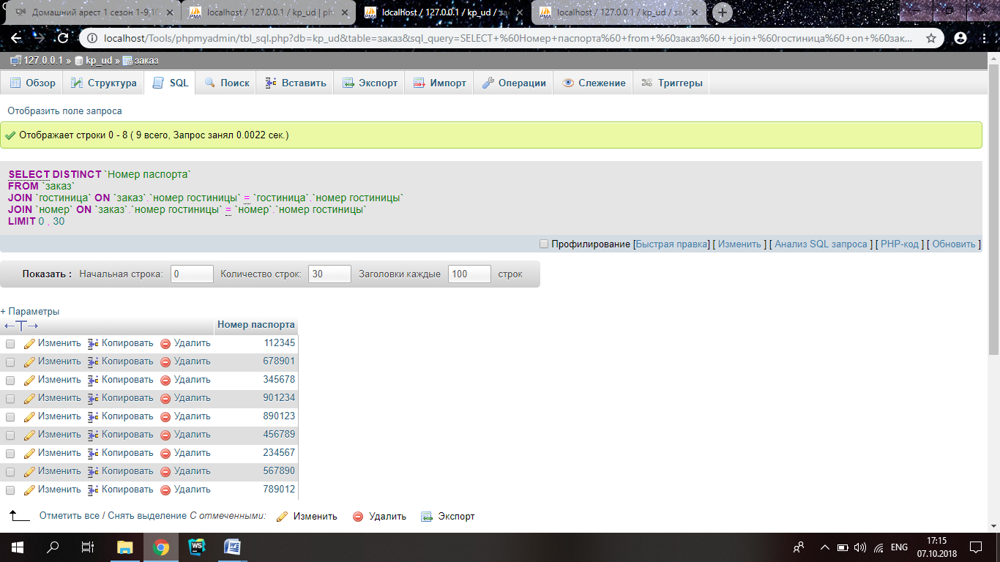 Домашний арест 1 сезон 1-9,10
localhost / 127.0.0.1 / kp_ud | ph
localhost / 127.0.0.1 / kp_ud / за
localhost / 127.0.0.1 / kp_ud / за
localhost/Tools/phpmyadmin/tbl_sql.php?db=kp_ud&table=заказ&sql_query=SELECT+%60Номер+паспорта%60+from+%60заказ%60++join+%60гостиница%60+on+%60зак...
127.0.0.1 » kp_ud » заказ
Обзор Структура SQL Поиск Вставить Экспорт Импорт Операции Слежение Триггеры
Отобразить поле запроса
Отображает строки 0 - 8 ( 9 всего, Запрос занял 0.0022 сек.)
SELECT DISTINCT `Номер паспорта`
FROM `заказ`
JOIN `гостиница` ON `заказ`.`номер гостиницы` = `гостиница`.`номер гостиницы`
JOIN `номер` ON `заказ`.`номер гостиницы` = `номер`.`номер гостиницы`
LIMIT 0 , 30
Профилирование [Быстрая правка] [ Изменить ] [ Анализ SQL запроса ] [ PHP-код ] [ Обновить ]
Показать : Начальная строка: 0 Количество строк: 30 Заголовки каждые 100 строк
+ Параметры
←T→ Номер паспорта
Изменить Копировать Удалить 112345
Изменить Копировать Удалить 678901
Изменить Копировать Удалить 345678
Изменить Копировать Удалить 901234
Изменить Копировать Удалить 890123
Изменить Копировать Удалить 456789
Изменить Копировать Удалить 234567
Изменить Копировать Удалить 567890
Изменить Копировать Удалить 789012
Отметить все / Снять выделение С отмеченными: Изменить Удалить Экспорт
ENG
17:15
07.10.2018